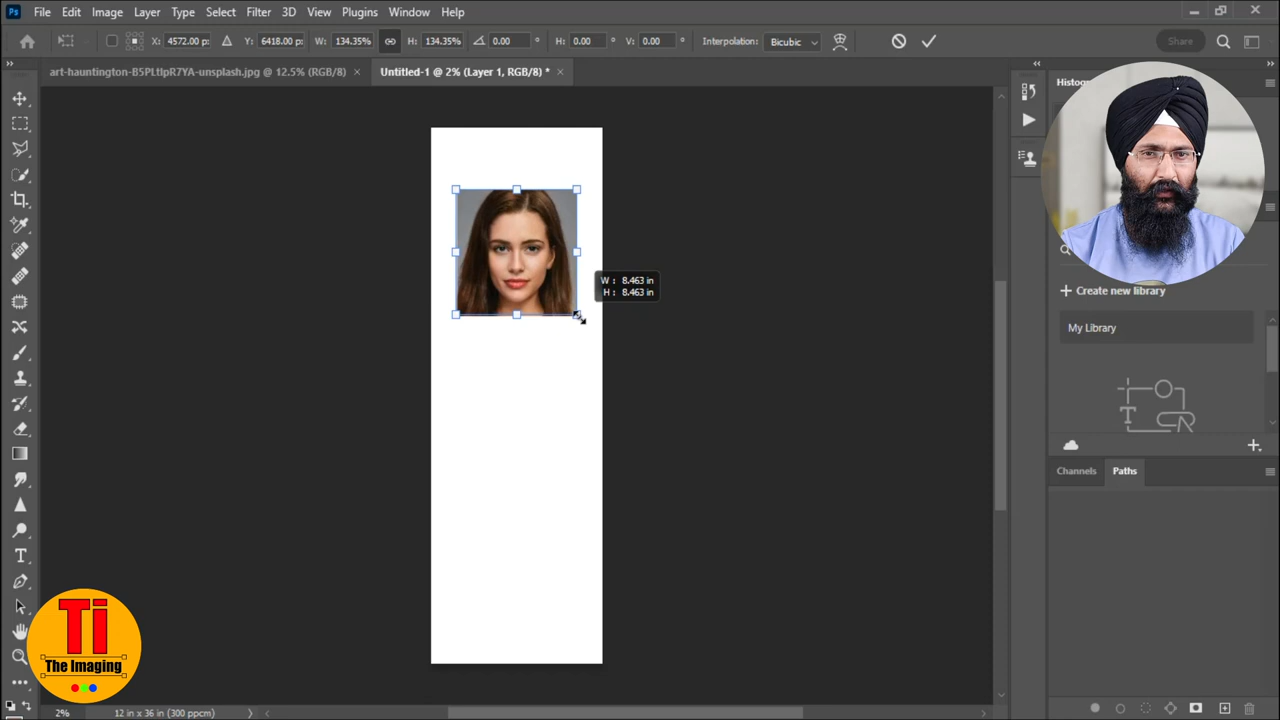 Ps File Edit Image Layer Type Select Filter 3D View Plugins Window Help
X: 4572.00 p: Y: 6418.00 p: W: 134.35% H: 134.35% 0.00 ° H: 0.00 ° V: 0.00 ° Interpolation: Bicubic Share
art-hauntington-B5PLtIpR7YA-unsplash.jpg @ 12.5% (RGB/8) × Untitled-1 @ 2% (Layer 1, RGB/8) * ×
Histog
W: 8.463 in
H: 8.463 in
+ Create new library
My Library
Channels Paths
Ti
The Imaging
2% 12 in x 36 in (300 ppcm)